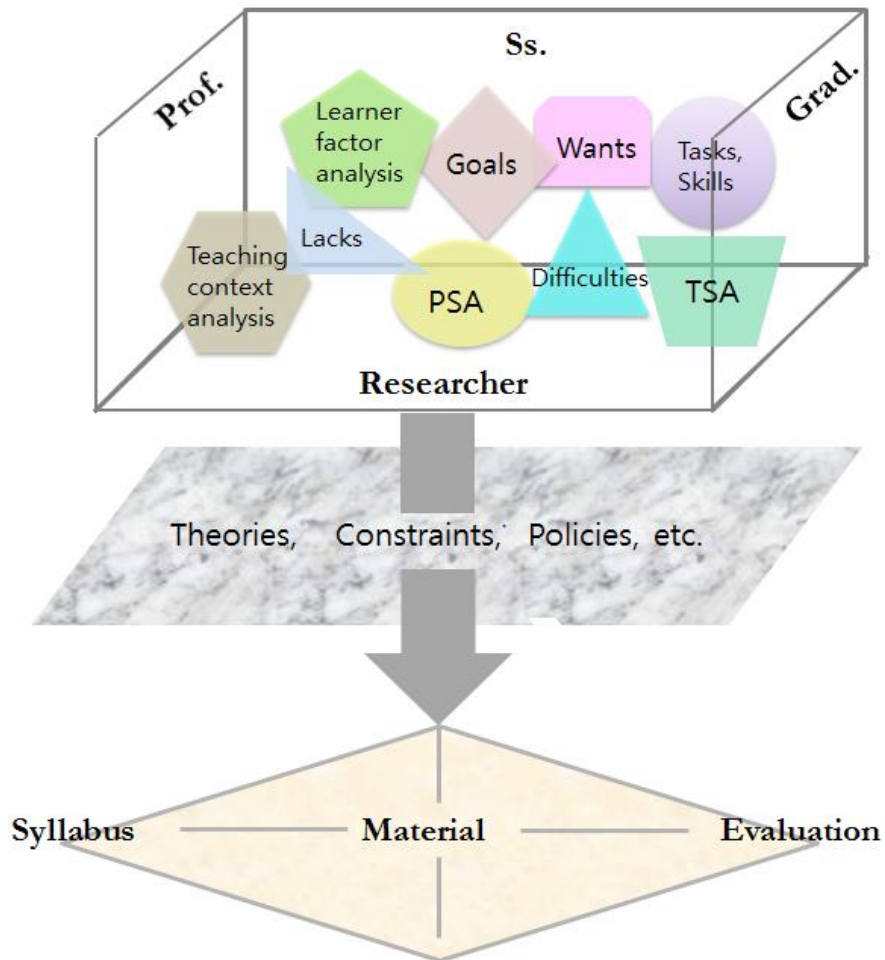 Ss.
Prof.
Grad.
Learner
factor
analysis
Goals
Wants
Tasks,
Skills
Lacks
Teaching
context
analysis
PSA
Difficulties
TSA
Researcher
Theories, Constraints, Policies, etc.
Syllabus Material Evaluation